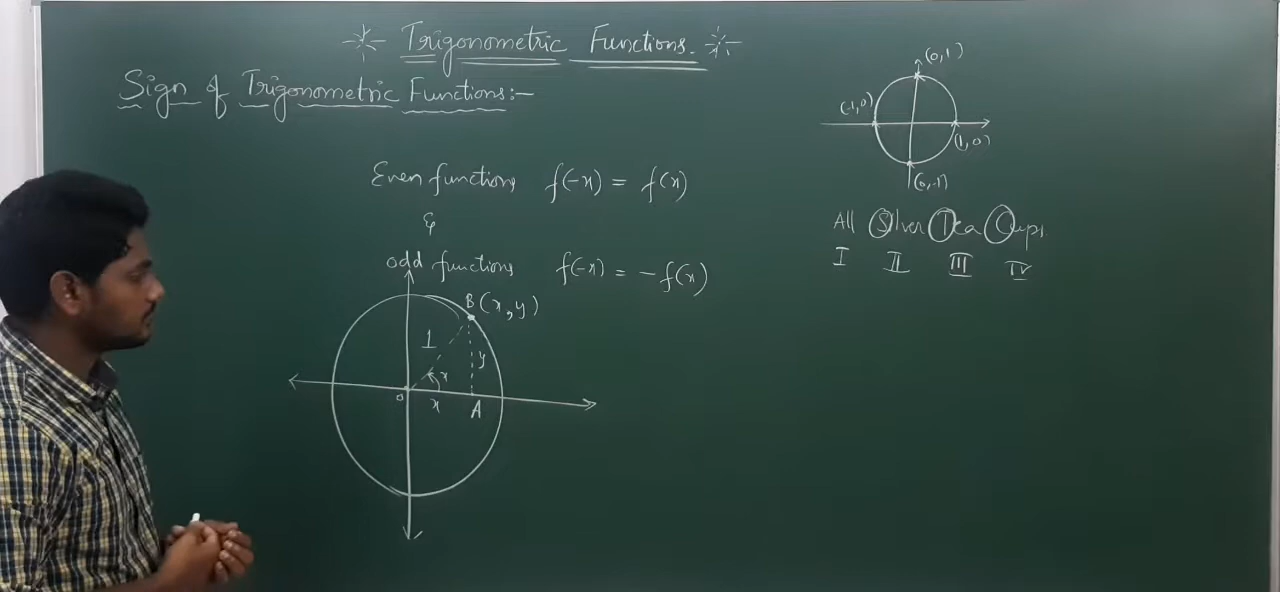 Trigonometric Functions.
Sign of Trigonometric Functions:-
Even functions f(-x) = f(x)
&
odd functions f(-x) = -f(x)
B(x, y)
1
y
x
o
x
A
(0, 1)
(-1, 0)
(1, 0)
(0, -1)
All Silver Tea Cups
I II III IV